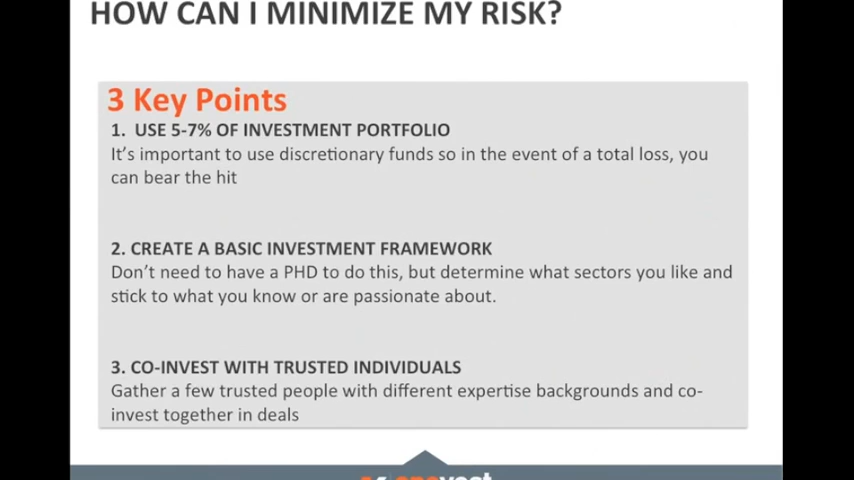 HOW CAN I MINIMIZE MY RISK?
3 Key Points
1. USE 5-7% OF INVESTMENT PORTFOLIO
It's important to use discretionary funds so in the event of a total loss, you
can bear the hit
2. CREATE A BASIC INVESTMENT FRAMEWORK
Don't need to have a PHD to do this, but determine what sectors you like and
stick to what you know or are passionate about.
3. CO-INVEST WITH TRUSTED INDIVIDUALS
Gather a few trusted people with different expertise backgrounds and co-
invest together in deals